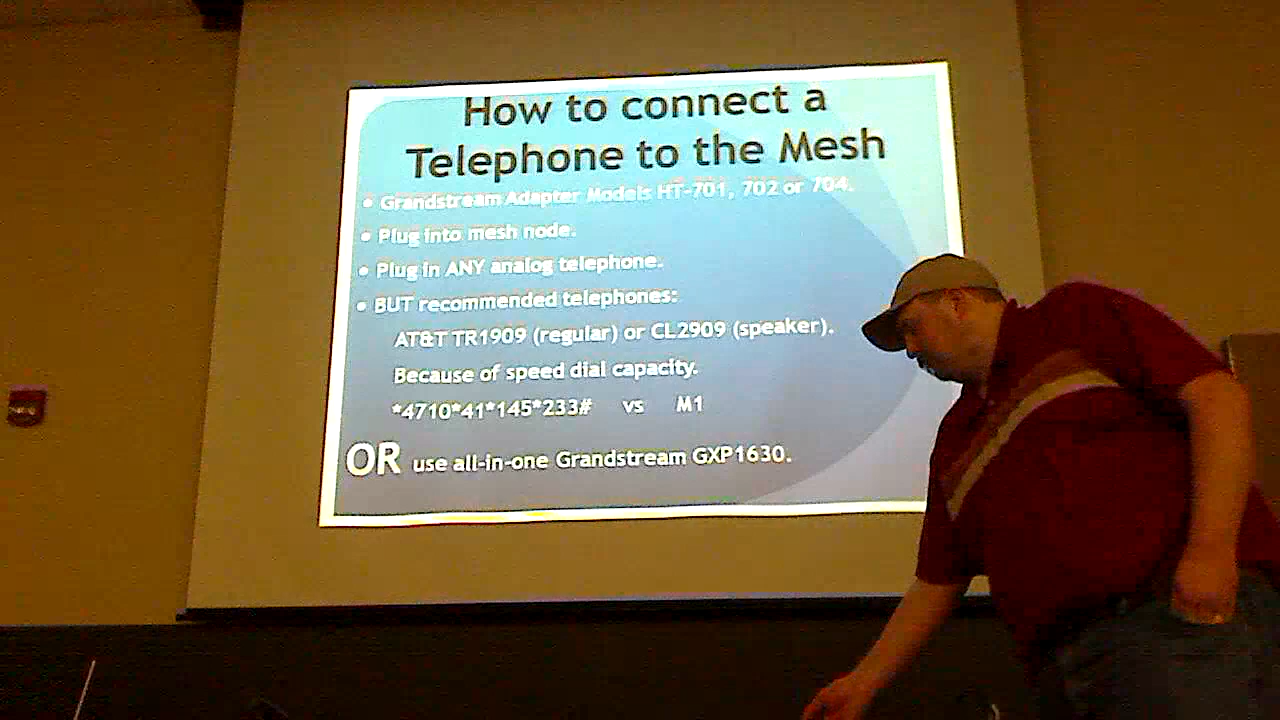 How to connect a
Telephone to the Mesh
• Grandstream Adapter Models HT-701, 702 or 704.
• Plug into mesh node.
• Plug in ANY analog telephone.
• BUT recommended telephones:
AT&T TR1909 (regular) or CL2909 (speaker).
Because of speed dial capacity.
*4710*41*145*233# vs M1
OR use all-in-one Grandstream GXP1630.